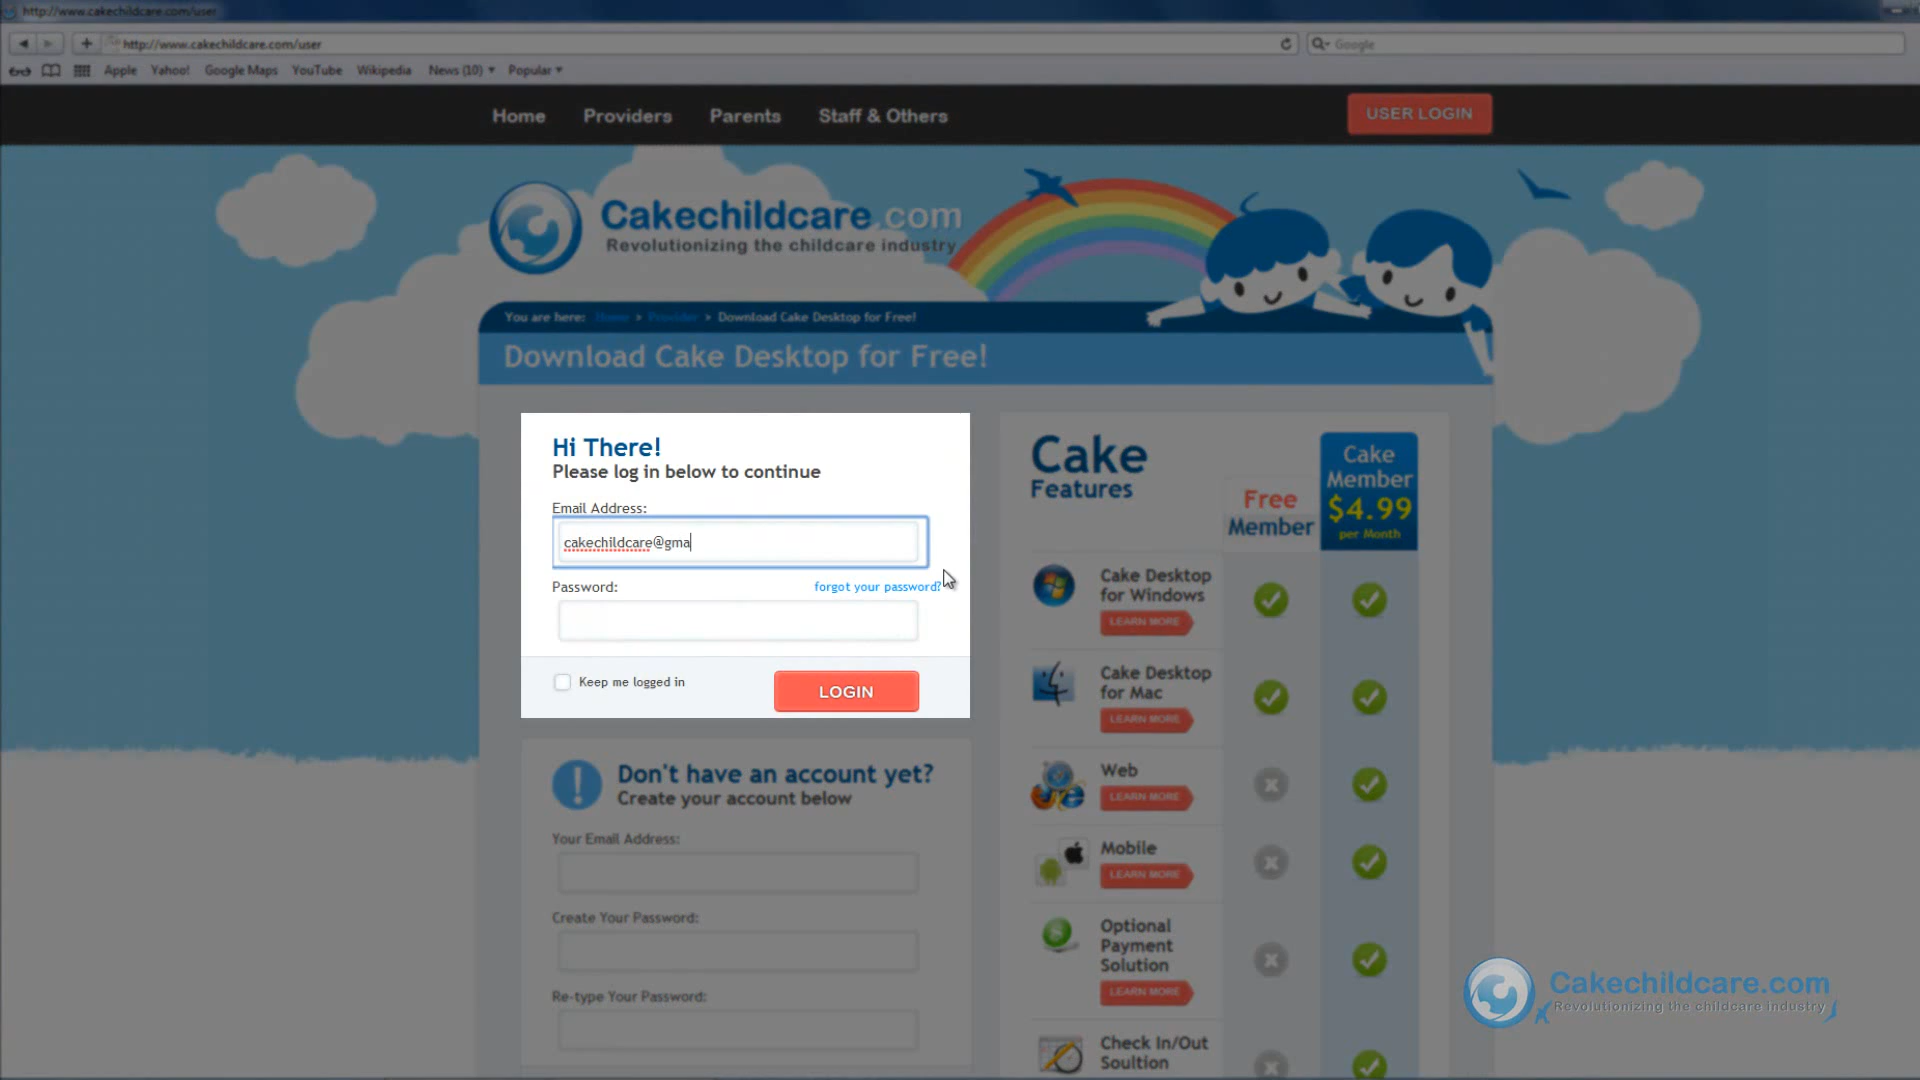 http://www.cakechildcare.com/user
http://www.cakechildcare.com/user
Google
Apple Yahoo! Google Maps YouTube Wikipedia News (10) Popular
Home Providers Parents Staff & Others USER LOGIN
Cakechildcare.com
Revolutionizing the childcare industry
You are here: Home > Provider > Download Cake Desktop for Free!
Download Cake Desktop for Free!
Hi There!
Please log in below to continue
Email Address:
cakechildcare@gma
Password: forgot your password?
Keep me logged in
LOGIN
Don't have an account yet?
Create your account below
Your Email Address:
Create Your Password:
Re-type Your Password:
Cake
Features
Free
Member
Cake
Member
$4.99
per Month
Cake Desktop
for Windows
LEARN MORE
Cake Desktop
for Mac
LEARN MORE
Web
LEARN MORE
Mobile
LEARN MORE
Optional
Payment
Solution
LEARN MORE
Check In/Out
Soultion
Cakechildcare.com
Revolutionizing the childcare industry